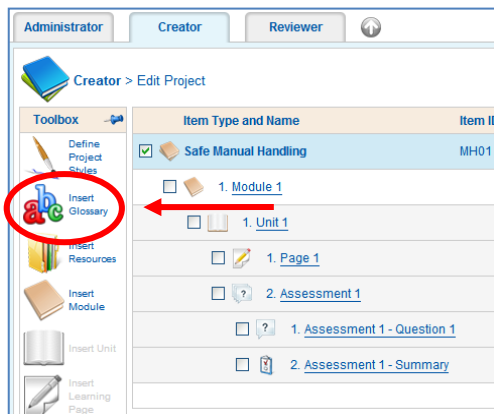 Administrator Creator Reviewer
Creator > Edit Project
Toolbox Item Type and Name Item I
Define
Project
Styles
Safe Manual Handling MH01
Insert
Glossary
1. Module 1
1. Unit 1
Insert
Resources
1. Page 1
Insert
Module
2. Assessment 1
1. Assessment 1 - Question 1
Insert Unit
2. Assessment 1 - Summary
Insert
Learning
Page